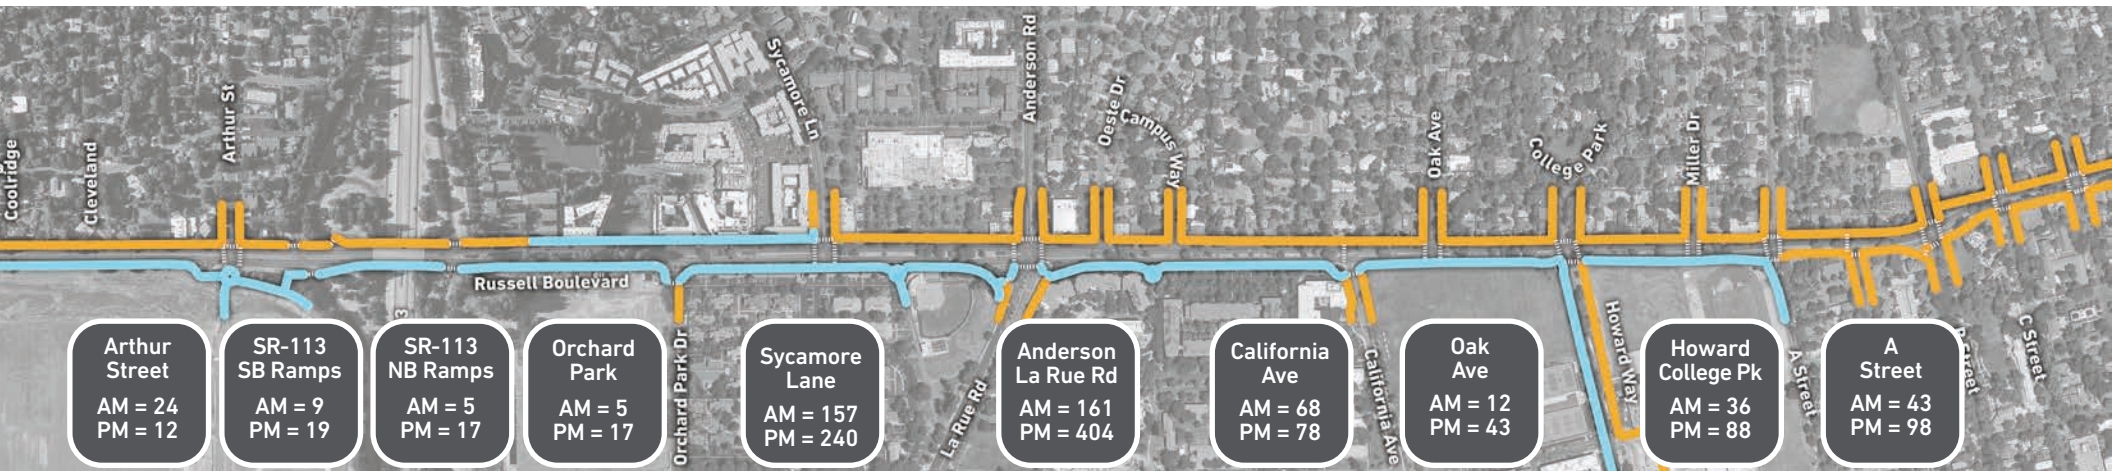 Coolridge
Cleveland
Arthur St
Sycamore Ln
Anderson Rd
Oeste Dr
Campus Way
Oak Ave
College Park
Miller Dr
Russell Boulevard
3
Orchard Park Dr
La Rue Rd
California Ave
Howard Way
A Street
Street
C Street
Arthur
Street
AM = 24
PM = 12
SR-113
SB Ramps
AM = 9
PM = 19
SR-113
NB Ramps
AM = 5
PM = 17
Orchard
Park
AM = 5
PM = 17
Sycamore
Lane
AM = 157
PM = 240
Anderson
La Rue Rd
AM = 161
PM = 404
California
Ave
AM = 68
PM = 78
Oak
Ave
AM = 12
PM = 43
Howard
College Pk
AM = 36
PM = 88
A
Street
AM = 43
PM = 98